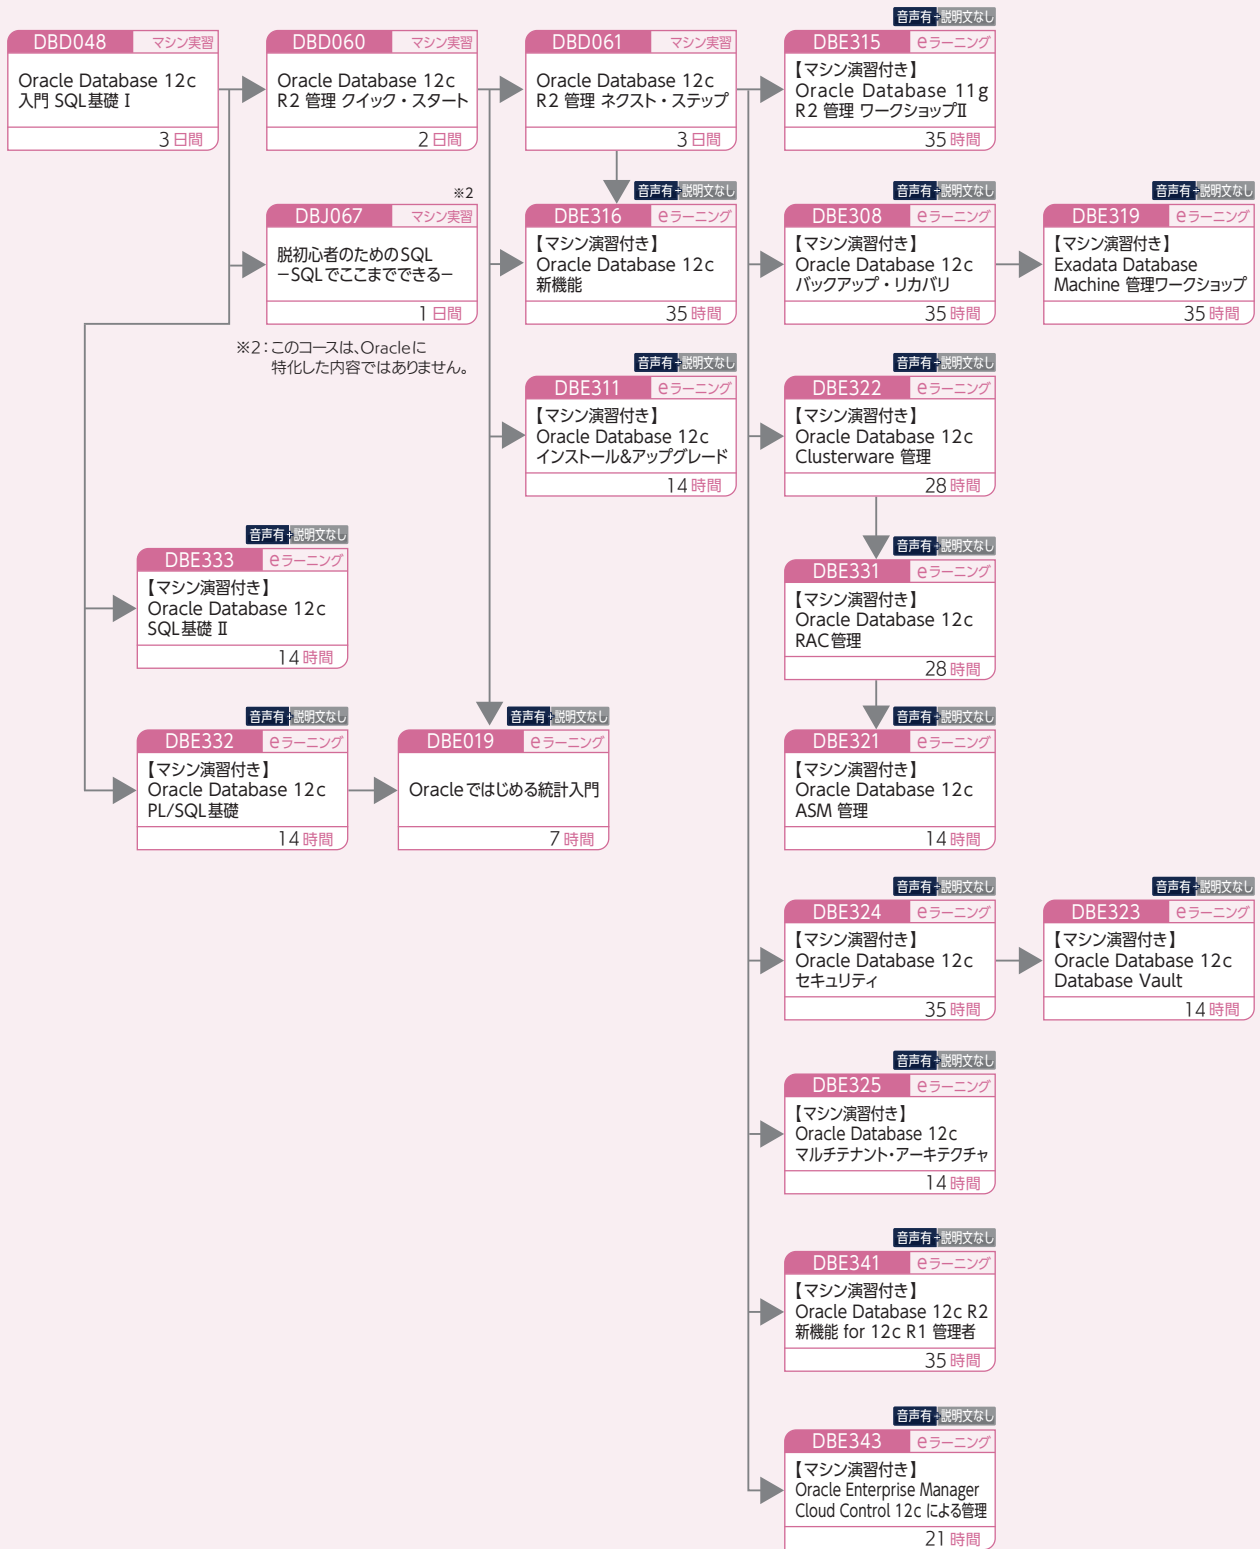 DBD048 マシン実習
Oracle Database 12c
入門 SQL基礎 I
3日間
DBD060 マシン実習
Oracle Database 12c
R2 管理 クイック・スタート
2日間
DBD061 マシン実習
Oracle Database 12c
R2 管理 ネクスト・ステップ
3日間
音声有+説明文なし
DBE315 eラーニング
【マシン演習付き】
Oracle Database 11g
R2 管理 ワークショップⅡ
35時間
※2
DBJ067 マシン実習
脱初心者のためのSQL
−SQLでここまでできる−
1日間
※2：このコースは、Oracleに
特化した内容ではありません。
音声有+説明文なし
DBE316 eラーニング
【マシン演習付き】
Oracle Database 12c
新機能
35時間
音声有+説明文なし
DBE308 eラーニング
【マシン演習付き】
Oracle Database 12c
バックアップ・リカバリ
35時間
音声有+説明文なし
DBE319 eラーニング
【マシン演習付き】
Exadata Database
Machine 管理ワークショップ
35時間
音声有+説明文なし
DBE311 eラーニング
【マシン演習付き】
Oracle Database 12c
インストール&アップグレード
14時間
音声有+説明文なし
DBE322 eラーニング
【マシン演習付き】
Oracle Database 12c
Clusterware 管理
28時間
音声有+説明文なし
DBE333 eラーニング
【マシン演習付き】
Oracle Database 12c
SQL基礎 Ⅱ
14時間
音声有+説明文なし
DBE331 eラーニング
【マシン演習付き】
Oracle Database 12c
RAC管理
28時間
音声有+説明文なし
DBE332 eラーニング
【マシン演習付き】
Oracle Database 12c
PL/SQL基礎
14時間
音声有+説明文なし
DBE019 eラーニング
Oracleではじめる統計入門
7時間
音声有+説明文なし
DBE321 eラーニング
【マシン演習付き】
Oracle Database 12c
ASM 管理
14時間
音声有+説明文なし
DBE324 eラーニング
【マシン演習付き】
Oracle Database 12c
セキュリティ
35時間
音声有+説明文なし
DBE323 eラーニング
【マシン演習付き】
Oracle Database 12c
Database Vault
14時間
音声有+説明文なし
DBE325 eラーニング
【マシン演習付き】
Oracle Database 12c
マルチテナント・アーキテクチャ
14時間
音声有+説明文なし
DBE341 eラーニング
【マシン演習付き】
Oracle Database 12c R2
新機能 for 12c R1 管理者
35時間
音声有+説明文なし
DBE343 eラーニング
【マシン演習付き】
Oracle Enterprise Manager
Cloud Control 12c による管理
21時間